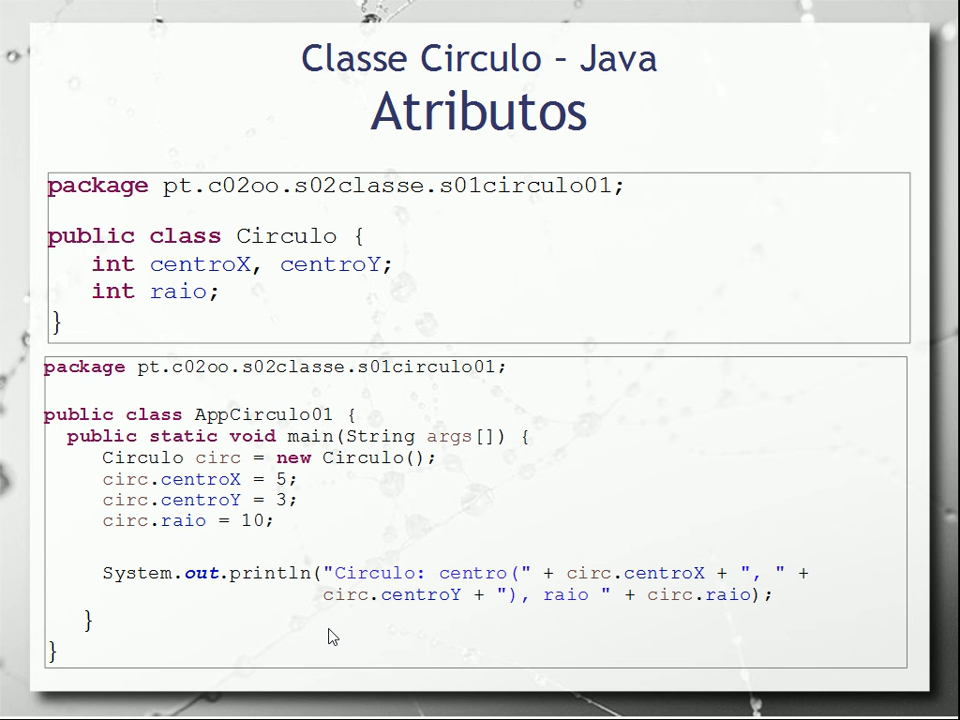 Classe Circulo – Java
Atributos
package pt.c02oo.s02classe.s01circulo01;
public class Circulo {
int centroX, centroY;
int raio;
}
package pt.c02oo.s02classe.s01circulo01;
public class AppCirculo01 {
public static void main(String args[]) {
Circulo circ = new Circulo();
circ.centroX = 5;
circ.centroY = 3;
circ.raio = 10;
System.out.println("Circulo: centro(" + circ.centroX + ", " +
circ.centroY + "), raio " + circ.raio);
}
}